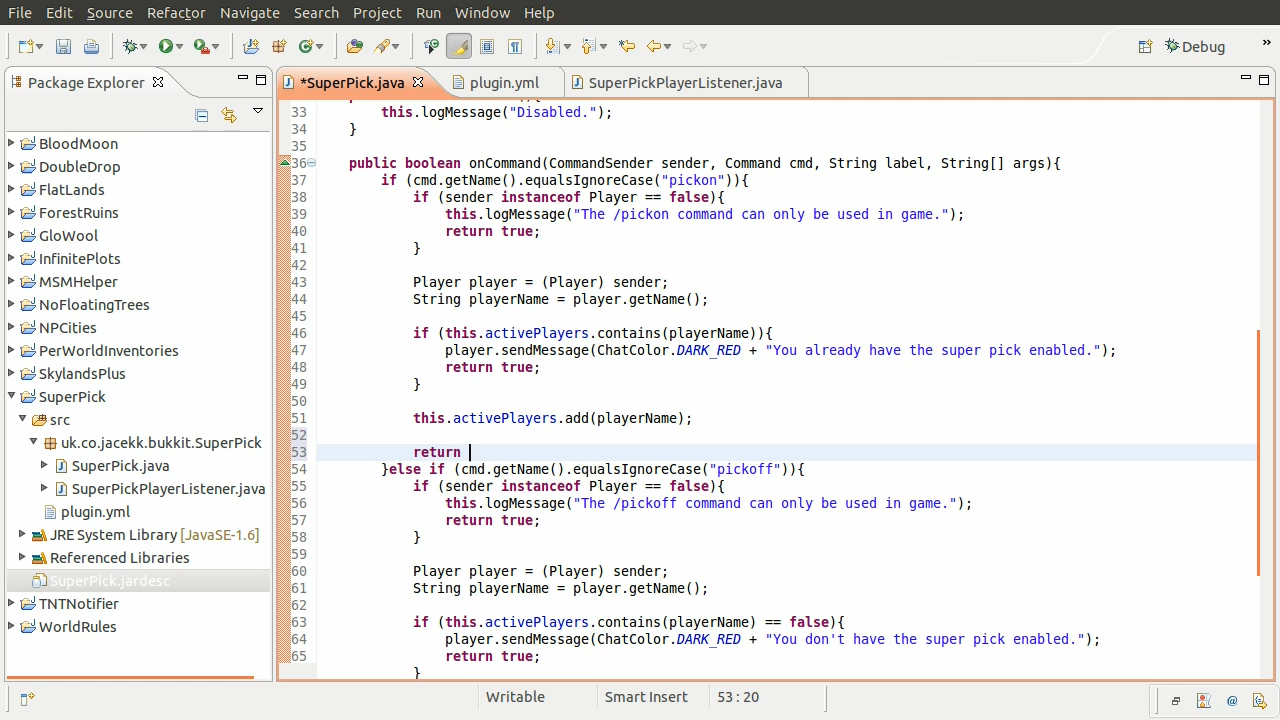 File Edit Source Refactor Navigate Search Project Run Window Help
Debug
»
Package Explorer
*SuperPick.java plugin.yml SuperPickPlayerListener.java
BloodMoon
DoubleDrop
FlatLands
ForestRuins
GloWool
InfinitePlots
MSMHelper
NoFloatingTrees
NPCities
PerWorldInventories
SkylandsPlus
SuperPick
src
uk.co.jacekk.bukkit.SuperPick
SuperPick.java
SuperPickPlayerListener.java
plugin.yml
JRE System Library [JavaSE-1.6]
Referenced Libraries
SuperPick.jardesc
TNTNotifier
WorldRules
33 this.logMessage("Disabled.");
34 }
35
36 public boolean onCommand(CommandSender sender, Command cmd, String label, String[] args){
37 if (cmd.getName().equalsIgnoreCase("pickon")){
38 if (sender instanceof Player == false){
39 this.logMessage("The /pickon command can only be used in game.");
40 return true;
41 }
42
43 Player player = (Player) sender;
44 String playerName = player.getName();
45
46 if (this.activePlayers.contains(playerName)){
47 player.sendMessage(ChatColor.DARK_RED + "You already have the super pick enabled.");
48 return true;
49 }
50
51 this.activePlayers.add(playerName);
52
53 return
54 }else if (cmd.getName().equalsIgnoreCase("pickoff")){
55 if (sender instanceof Player == false){
56 this.logMessage("The /pickoff command can only be used in game.");
57 return true;
58 }
59
60 Player player = (Player) sender;
61 String playerName = player.getName();
62
63 if (this.activePlayers.contains(playerName) == false){
64 player.sendMessage(ChatColor.DARK_RED + "You don't have the super pick enabled.");
65 return true;
}
Writable Smart Insert 53 : 20